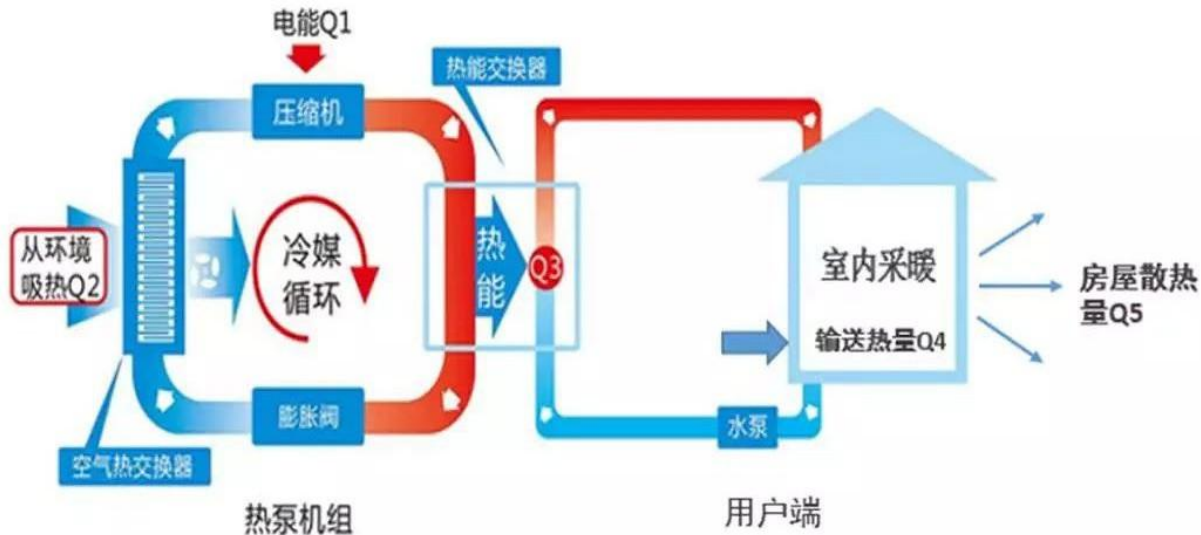 电能Q1
热能交换器
压缩机
从环境
吸热Q2
冷媒
循环
热
能
Q3
室内采暖
输送热量Q4
房屋散热
量Q5
膨胀阀
水泵
空气热交换器
热泵机组
用户端